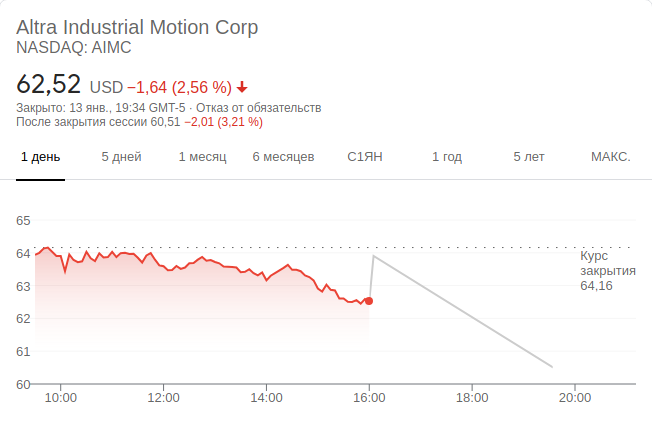 Altra Industrial Motion Corp
NASDAQ: AIMC
62,52 USD −1,64 (2,56 %)
Закрыто: 13 янв., 19:34 GMT-5 · Отказ от обязательств
После закрытия сессии 60,51 −2,01 (3,21 %)
1 день 5 дней 1 месяц 6 месяцев С1ЯН 1 год 5 лет МАКС.
65
64
63
62
61
60
Курс
закрытия
64,16
10:00 12:00 14:00 16:00 18:00 20:00